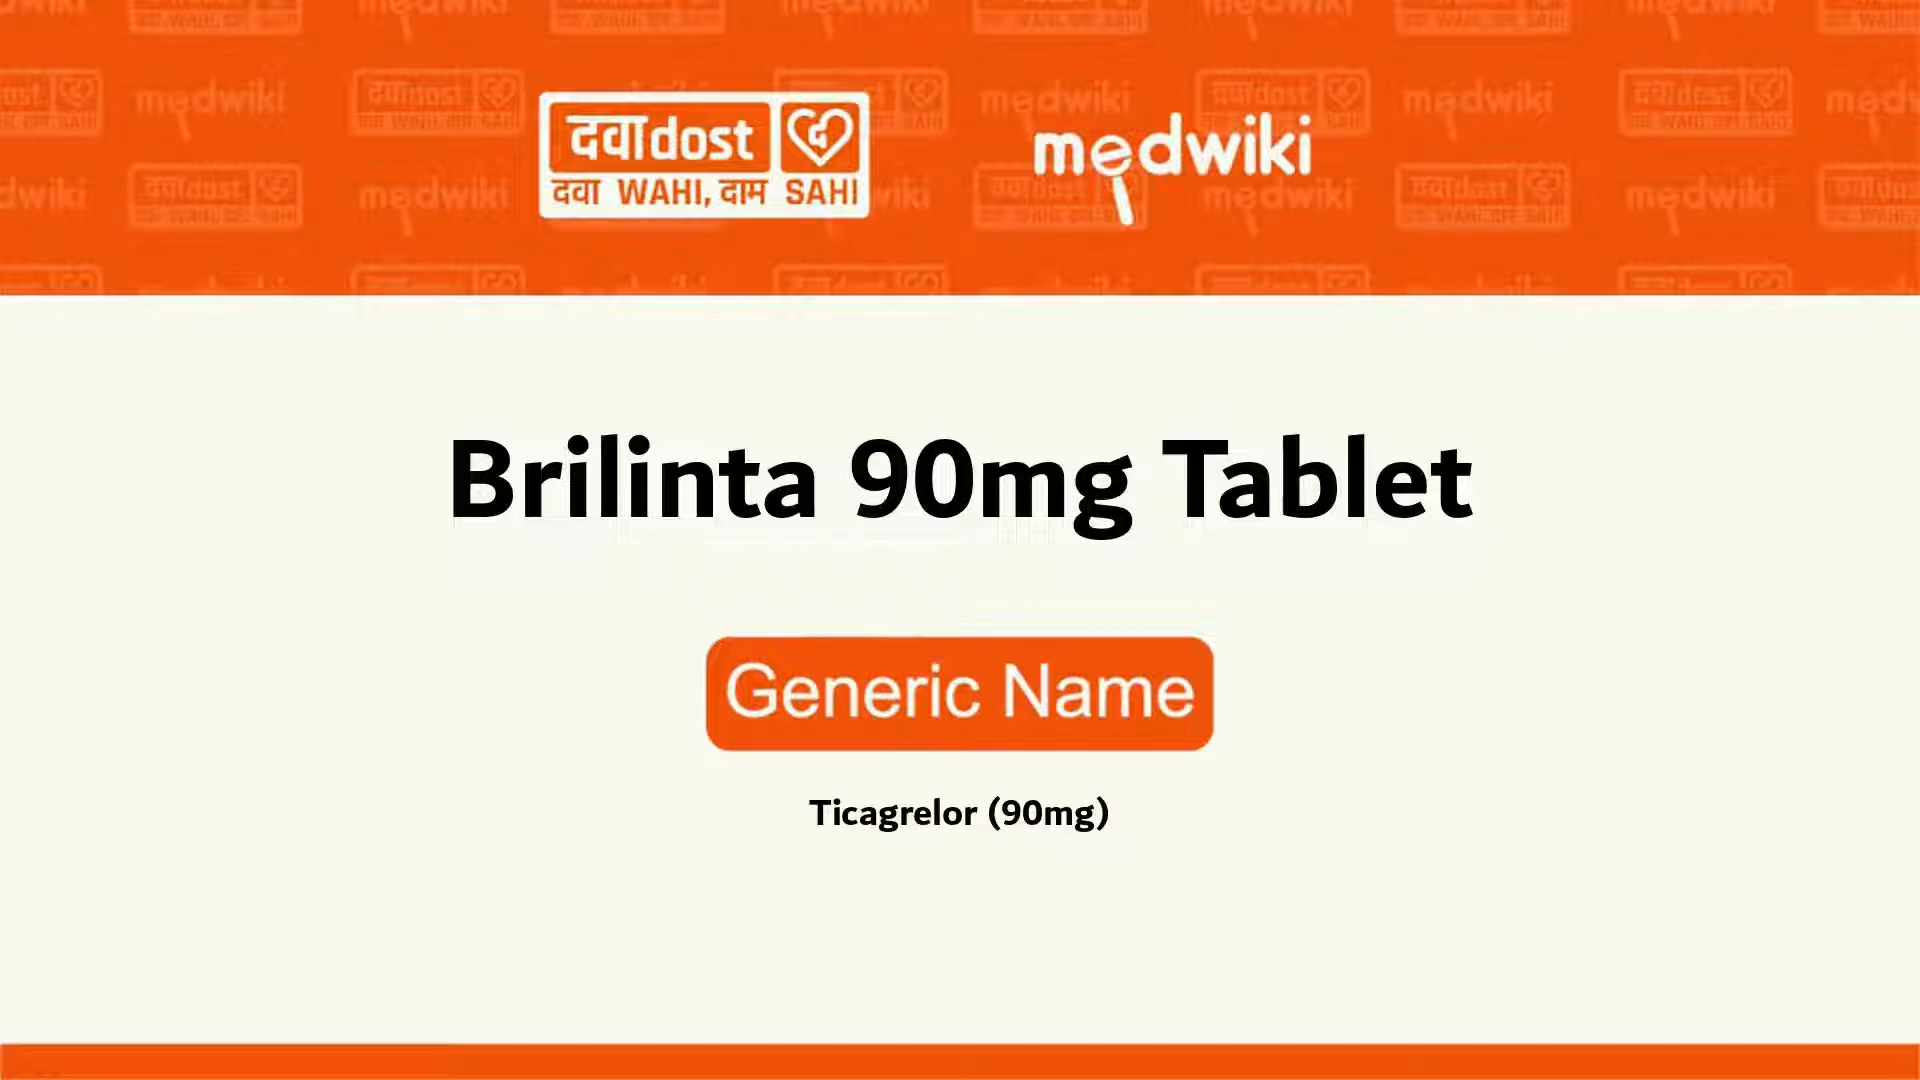 दवाdost
दवा WAHI, दाम SAHI
medwiki
Brilinta 90mg Tablet
Generic Name
Ticagrelor (90mg)